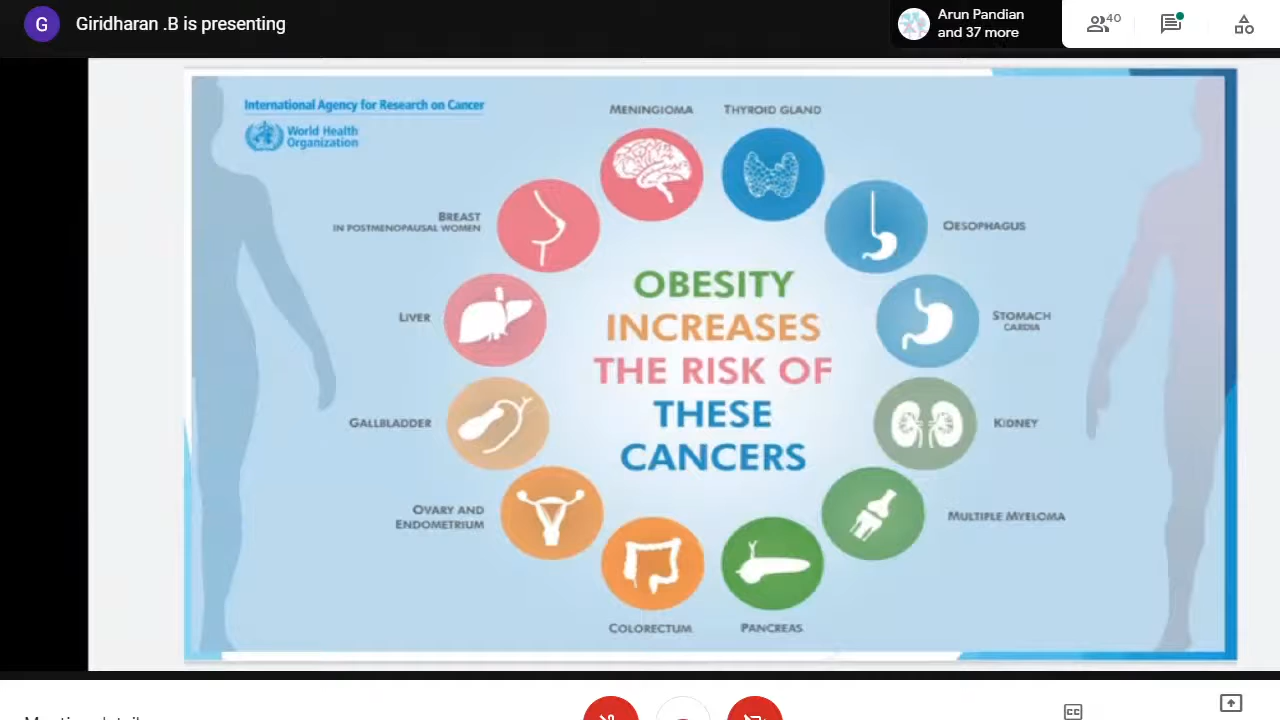 G
Giridharan .B is presenting
Arun Pandian
and 37 more
40
International Agency for Research on Cancer
World Health
Organization
MENINGIOMA
THYROID GLAND
BREAST
IN POSTMENOPAUSAL WOMEN
OESOPHAGUS
LIVER
STOMACH
CARDIA
GALLBLADDER
KIDNEY
OVARY AND
ENDOMETRIUM
MULTIPLE MYELOMA
COLORECTUM
PANCREAS
OBESITY
INCREASES
THE RISK OF
THESE
CANCERS
CC